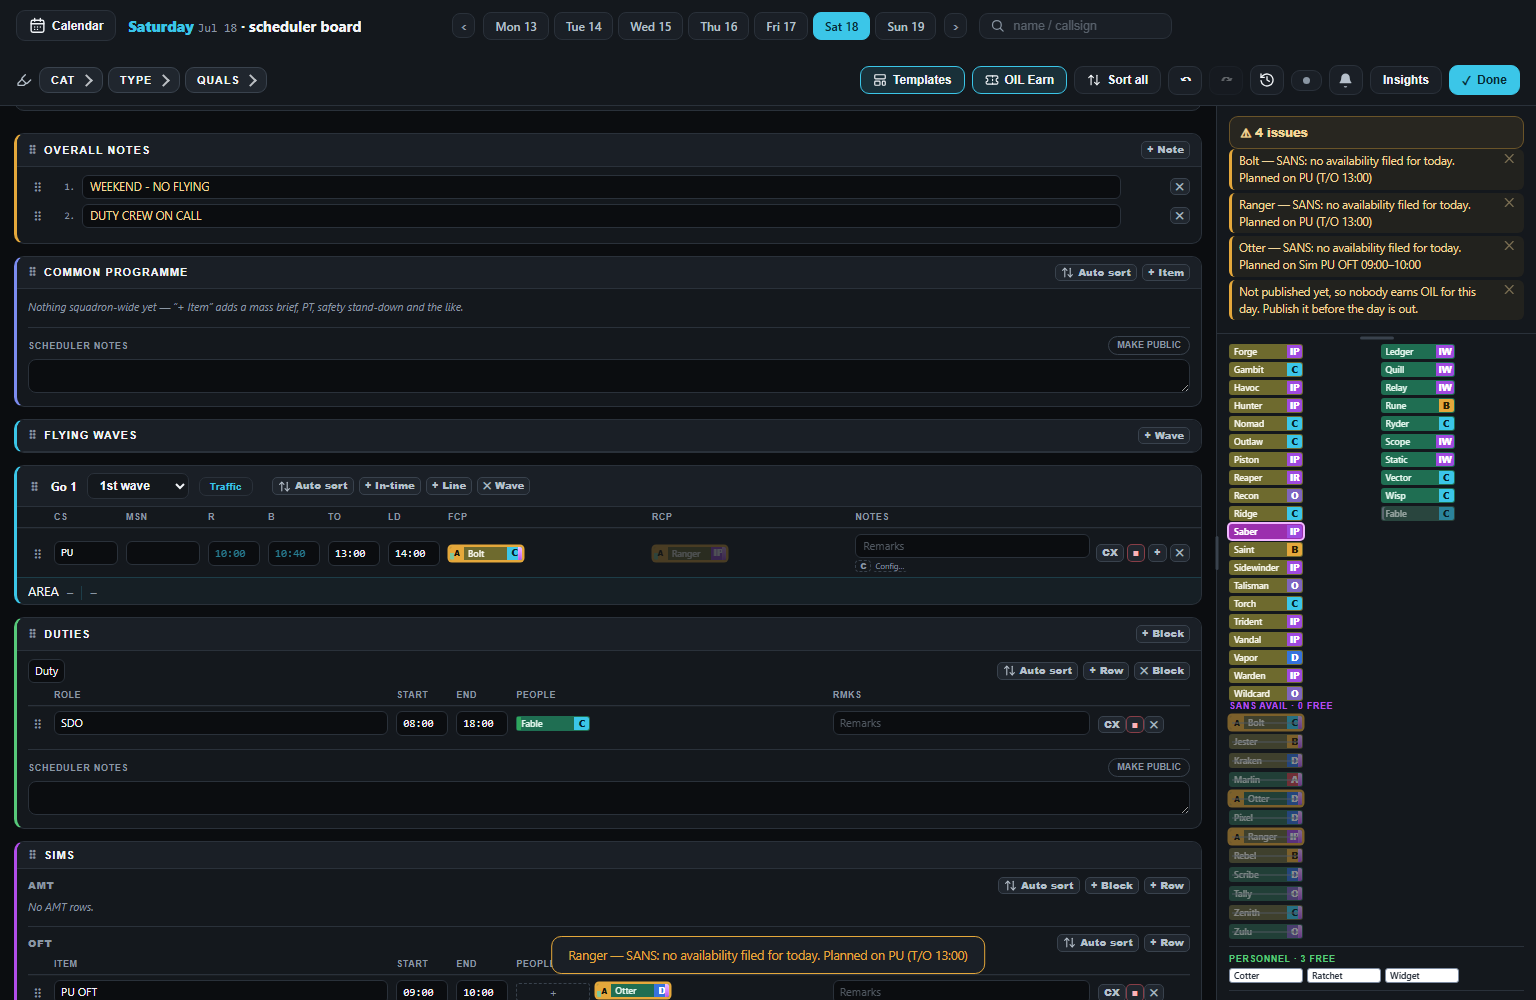 Calendar
Saturday Jul 18 · scheduler board
‹ Mon 13 Tue 14 Wed 15 Thu 16 Fri 17 Sat 18 Sun 19 ›
name / callsign
CAT TYPE QUALS
Templates OIL Earn Sort all Insights ✓ Done
OVERALL NOTES
+ Note
1. WEEKEND - NO FLYING ✕
2. DUTY CREW ON CALL ✕
COMMON PROGRAMME
Auto sort + Item
Nothing squadron-wide yet — "+ Item" adds a mass brief, PT, safety stand-down and the like.
SCHEDULER NOTES MAKE PUBLIC
FLYING WAVES
+ Wave
Go 1 1st wave Traffic Auto sort + In-time + Line ✕ Wave
CS MSN R B TO LD FCP RCP NOTES
PU 10:00 10:40 13:00 14:00 A Bolt C A Ranger IP Remarks CX + ✕
C Config...
AREA – –
DUTIES
+ Block
Duty Auto sort + Row ✕ Block
ROLE START END PEOPLE RMKS
SDO 08:00 18:00 Fable C Remarks CX ✕
SCHEDULER NOTES MAKE PUBLIC
SIMS
AMT Auto sort + Block + Row
No AMT rows.
OFT Auto sort + Row
ITEM START END PEOPL
PU OFT 09:00 10:00 + A Otter D Remarks CX ✕
Ranger — SANS: no availability filed for today. Planned on PU (T/O 13:00)
⚠ 4 issues
Bolt — SANS: no availability filed for today.
Planned on PU (T/O 13:00)
Ranger — SANS: no availability filed for today.
Planned on PU (T/O 13:00)
Otter — SANS: no availability filed for today.
Planned on Sim PU OFT 09:00–10:00
Not published yet, so nobody earns OIL for this
day. Publish it before the day is out.
Forge IP
Gambit C
Havoc IP
Hunter IP
Nomad C
Outlaw C
Piston IP
Reaper IR
Recon O
Ridge C
Saber IP
Saint B
Sidewinder IP
Talisman O
Torch C
Trident IP
Vandal IP
Vapor D
Warden IP
Wildcard O
Ledger IW
Quill IW
Relay IW
Rune B
Ryder C
Scope IW
Static IW
Vector C
Wisp C
Fable C
SANS AVAIL · 0 FREE
A Bolt C
Jester B
Kraken D
Marlin A
A Otter D
Pixel D
A Ranger IP
Rebel B
Scribe D
Tally O
Zenith C
Zulu O
PERSONNEL · 3 FREE
Cotter Ratchet Widget